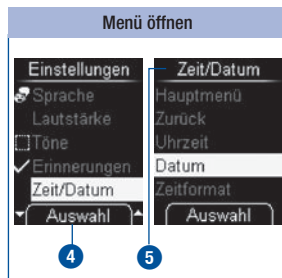 Menü öffnen
Einstellungen
Sprache
Lautstärke
Töne
Erinnerungen
Zeit/Datum
Auswahl
4
Zeit/Datum
Hauptmenü
Zurück
Uhrzeit
Datum
Zeitformat
Auswahl
5